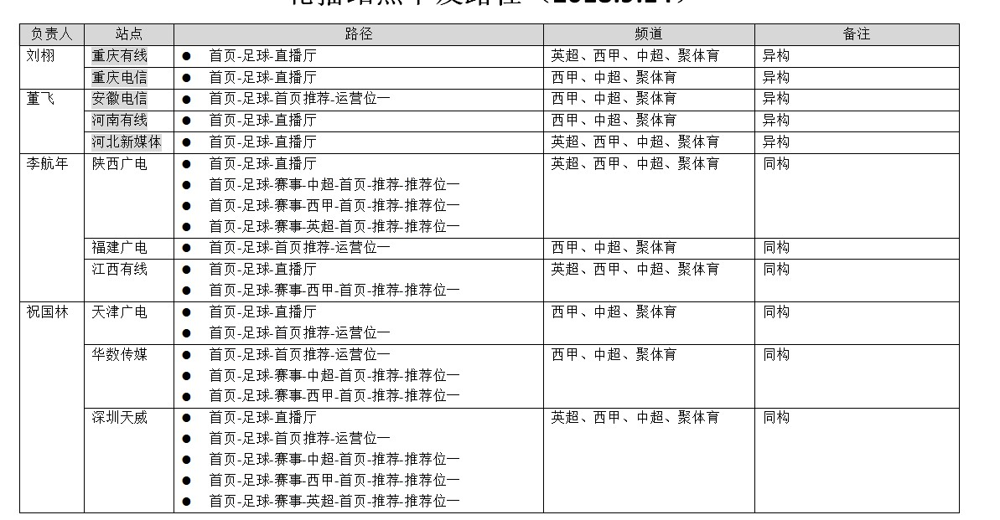 负责人 站点 路径 频道 备注
刘栩 重庆有线 ● 首页-足球-直播厅 英超、西甲、中超、聚体育 异构
重庆电信 ● 首页-足球-直播厅 西甲、中超、聚体育 异构
董飞 安徽电信 ● 首页-足球-首页推荐-运营位一 西甲、中超、聚体育 异构
河南有线 ● 首页-足球-直播厅 西甲、中超、聚体育 异构
河北新媒体 ● 首页-足球-直播厅 英超、西甲、中超、聚体育 异构
李航年 陕西广电 ● 首页-足球-直播厅 英超、西甲、中超、聚体育 同构
● 首页-足球-赛事-中超-首页-推荐-推荐位一
● 首页-足球-赛事-西甲-首页-推荐-推荐位一
● 首页-足球-赛事-英超-首页-推荐-推荐位一
福建广电 ● 首页-足球-首页推荐-运营位一 西甲、中超、聚体育 同构
江西有线 ● 首页-足球-直播厅 英超、西甲、中超、聚体育 同构
● 首页-足球-赛事-西甲-首页-推荐-推荐位一
祝国林 天津广电 ● 首页-足球-直播厅 西甲、中超、聚体育 同构
● 首页-足球-首页推荐-运营位一
华数传媒 ● 首页-足球-首页推荐-运营位一 西甲、中超、聚体育 同构
● 首页-足球-赛事-中超-首页-推荐-推荐位一
● 首页-足球-赛事-西甲-首页-推荐-推荐位一
深圳天威 ● 首页-足球-直播厅 英超、西甲、中超、聚体育 同构
● 首页-足球-首页推荐-运营位一
● 首页-足球-赛事-中超-首页-推荐-推荐位一
● 首页-足球-赛事-西甲-首页-推荐-推荐位一
● 首页-足球-赛事-英超-首页-推荐-推荐位一